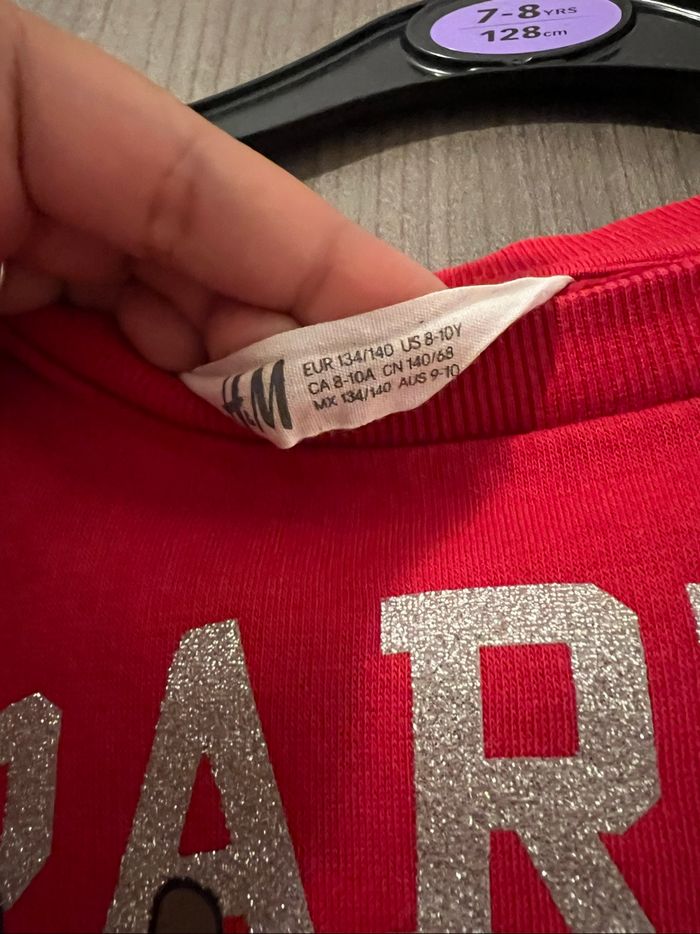 7-8 YRS
128cm
H&M
EUR 134/140 US 8-10Y
CA 8-10A CN 140/68
MX 134/140 AUS 9-10
PAR